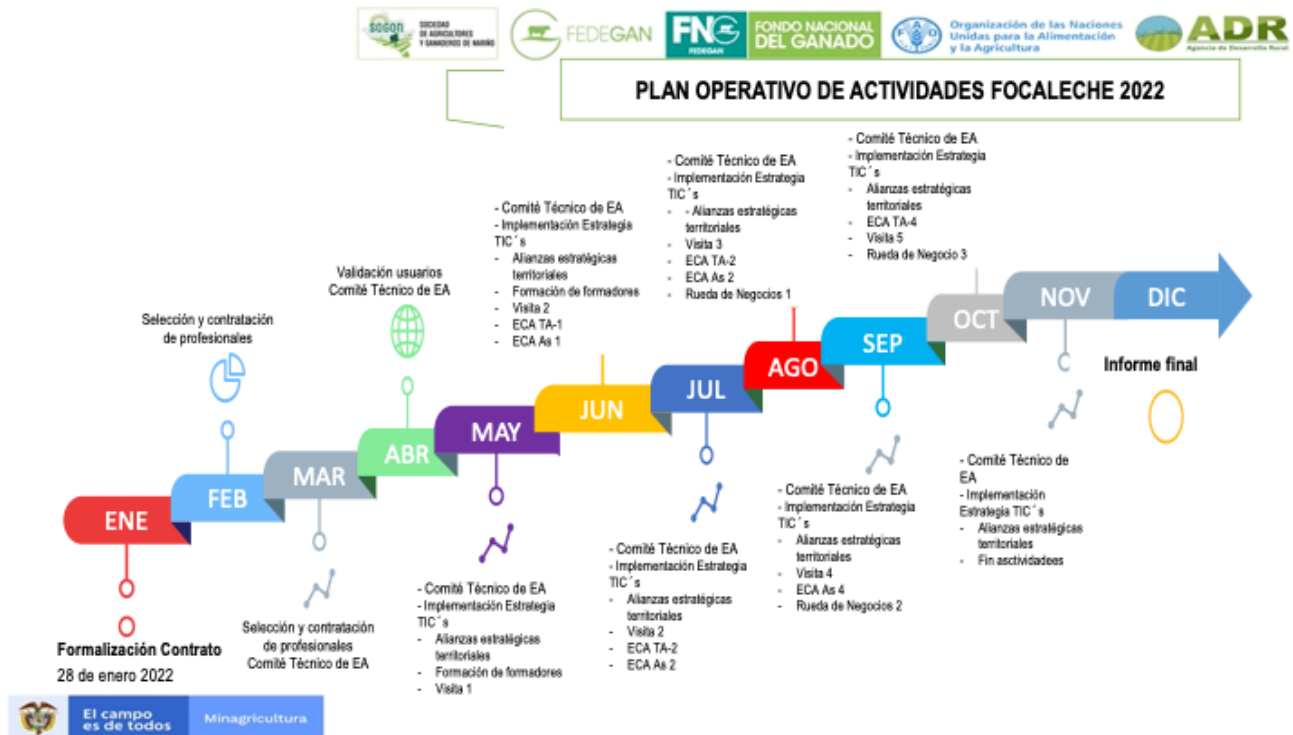 sogan
SOCIEDAD
DE AGRICULTORES
Y GANADEROS DE NARIÑO
FEDEGAN
FNG
FEDEGAN
FONDO NACIONAL
DEL GANADO
FAO
Organización de las Naciones
Unidas para la Alimentación
y la Agricultura
ADR
Agencia de Desarrollo Rural
PLAN OPERATIVO DE ACTIVIDADES FOCALECHE 2022
ENE
Formalización Contrato
28 de enero 2022
FEB
Selección y contratación
de profesionales
MAR
Selección y contratación
de profesionales
Comité Técnico de EA
ABR
Validación usuarios
Comité Técnico de EA
MAY
- Comité Técnico de EA
- Implementación Estrategia
TIC´s
- Alianzas estratégicas
territoriales
- Formación de formadores
- Visita 1
JUN
- Comité Técnico de EA
- Implementación Estrategia
TIC´s
- Alianzas estratégicas
territoriales
- Formación de formadores
- Visita 2
- ECA TA-1
- ECA As 1
JUL
- Comité Técnico de EA
- Implementación Estrategia
TIC´s
- Alianzas estratégicas
territoriales
- Visita 2
- ECA TA-2
- ECA As 2
AGO
- Comité Técnico de EA
- Implementación Estrategia
TIC´s
- - Alianzas estratégicas
territoriales
- Visita 3
- ECA TA-2
- ECA As 2
- Rueda de Negocios 1
SEP
- Comité Técnico de EA
- Implementación Estrategia
TIC´s
- Alianzas estratégicas
territoriales
- Visita 4
- ECA As 4
- Rueda de Negocios 2
OCT
- Comité Técnico de EA
- Implementación Estrategia
TIC´s
- Alianzas estratégicas
territoriales
- ECA TA-4
- Visita 5
- Rueda de Negocio 3
NOV
- Comité Técnico de
EA
- Implementación
Estrategia TIC´s
- Alianzas estratégicas
territoriales
- Fin asctividadees
DIC
Informe final
El campo
es de todos
Minagricultura